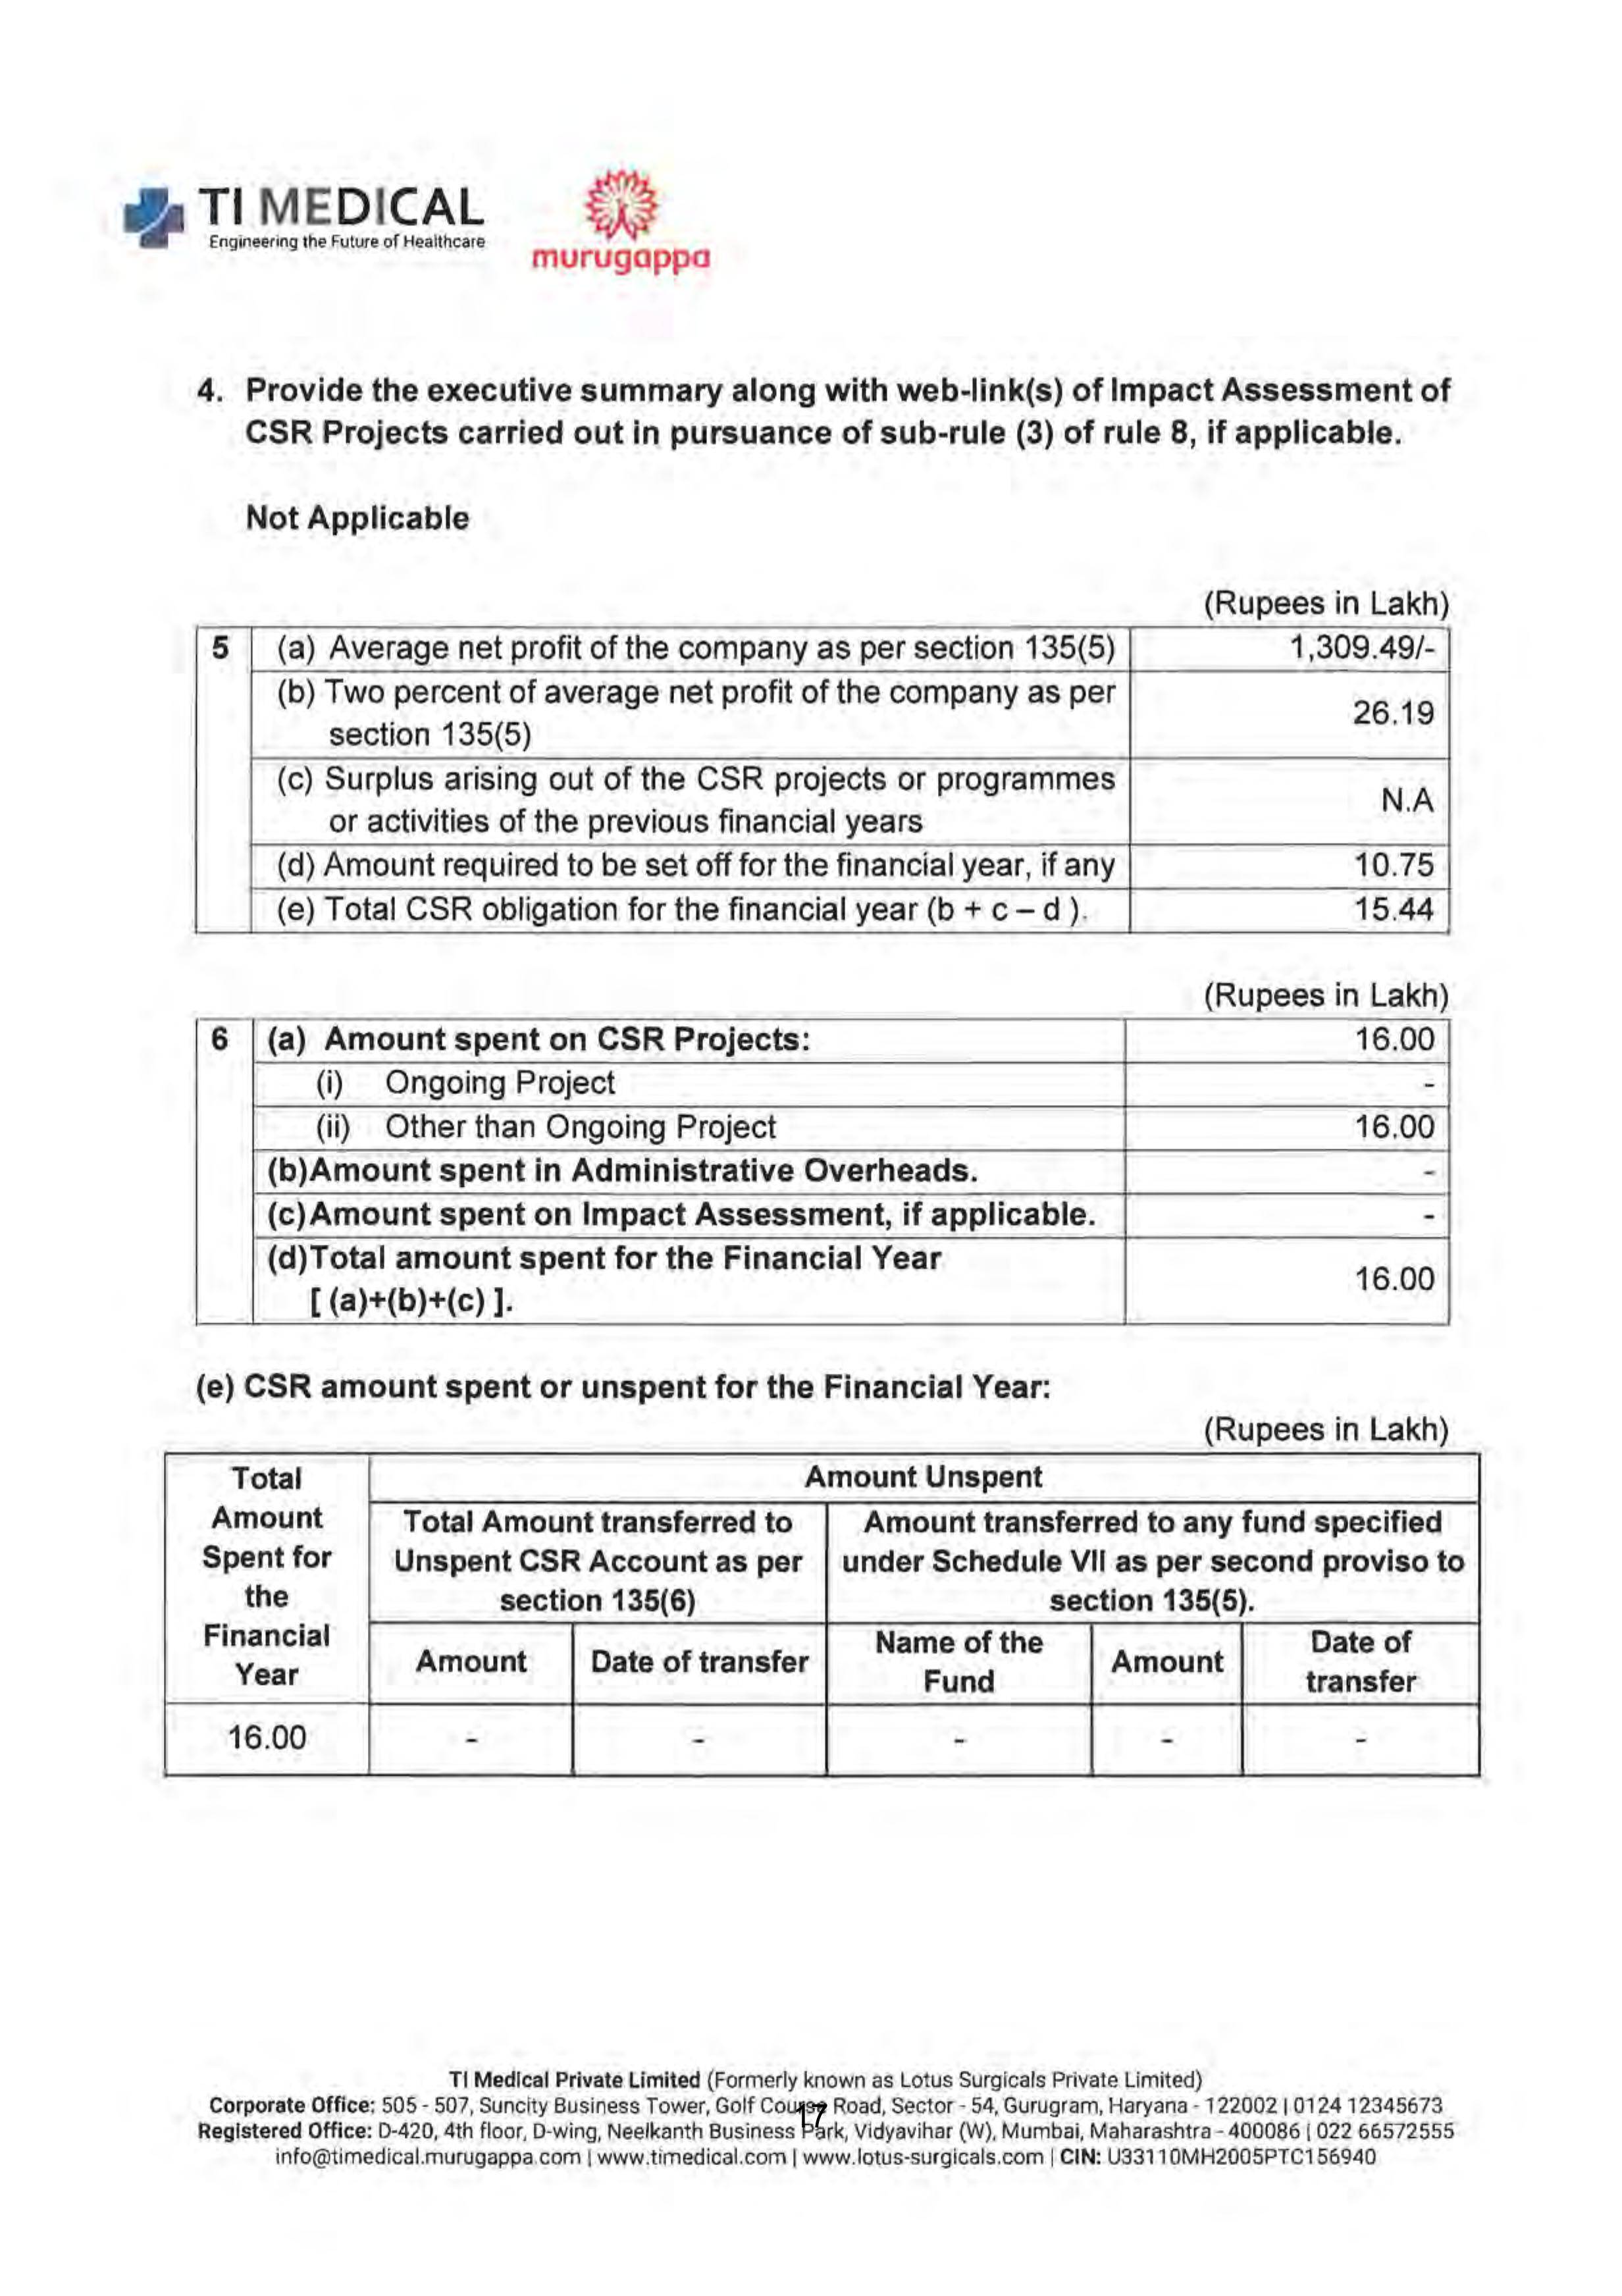 TI MEDICAL
Engineering the Future of Healthcare
murugappa
4. Provide the executive summary along with web-link(s) of Impact Assessment of
CSR Projects carried out in pursuance of sub-rule (3) of rule 8, if applicable.
Not Applicable
(Rupees in Lakh)
5 (a) Average net profit of the company as per section 135(5) 1,309.49/-
(b) Two percent of average net profit of the company as per
section 135(5) 26.19
(c) Surplus arising out of the CSR projects or programmes
or activities of the previous financial years N.A
(d) Amount required to be set off for the financial year, if any 10.75
(e) Total CSR obligation for the financial year (b + c – d ). 15.44
(Rupees in Lakh)
6 (a) Amount spent on CSR Projects: 16.00
(i) Ongoing Project -
(ii) Other than Ongoing Project 16.00
(b)Amount spent in Administrative Overheads. -
(c)Amount spent on Impact Assessment, if applicable. -
(d)Total amount spent for the Financial Year
[ (a)+(b)+(c) ]. 16.00
(e) CSR amount spent or unspent for the Financial Year:
(Rupees in Lakh)
Total
Amount
Spent for
the
Financial
Year
Amount Unspent
Total Amount transferred to
Unspent CSR Account as per
section 135(6)
Amount transferred to any fund specified
under Schedule VII as per second proviso to
section 135(5).
Amount
Date of transfer
Name of the
Fund
Amount
Date of
transfer
16.00 - - - - -
TI Medical Private Limited (Formerly known as Lotus Surgicals Private Limited)
Corporate Office: 505 - 507, Suncity Business Tower, Golf Course Road, Sector - 54, Gurugram, Haryana - 122002 | 0124 12345673
17
Registered Office: D-420, 4th floor, D-wing, Neelkanth Business Park, Vidyavihar (W), Mumbai, Maharashtra - 400086 | 022 66572555
info@timedical.murugappa.com | www.timedical.com | www.lotus-surgicals.com | CIN: U33110MH2005PTC156940